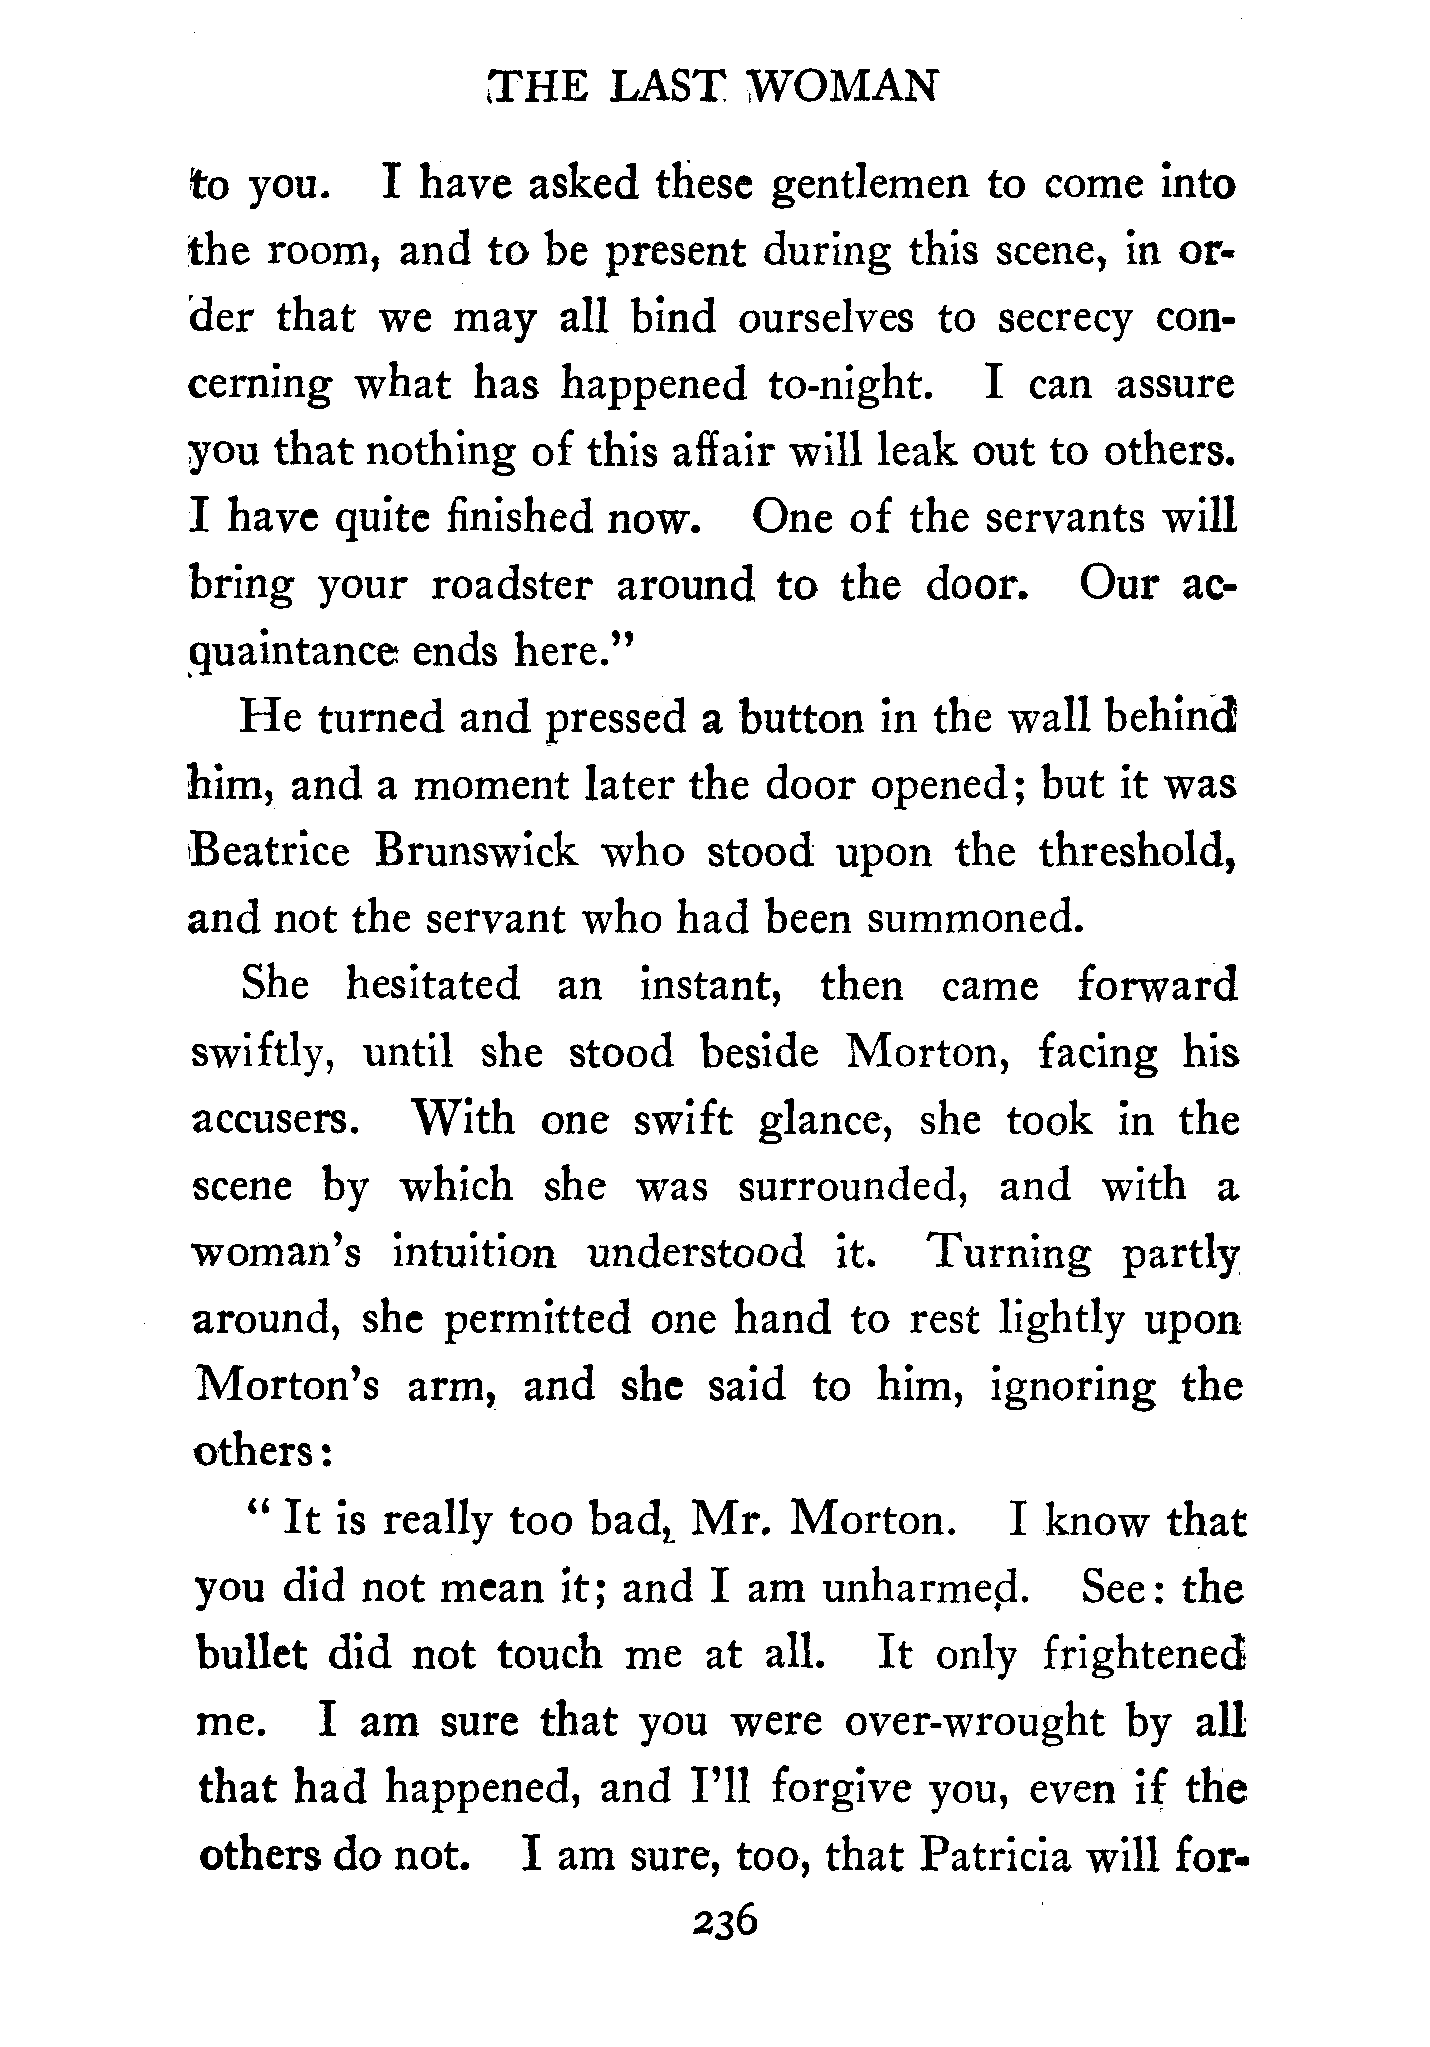 THE LAST WOMAN
to you. I have asked these gentlemen to come into
the room, and to be present during this scene, in or-
der that we may all bind ourselves to secrecy con-
cerning what has happened to-night. I can assure
you that nothing of this affair will leak out to others.
I have quite finished now. One of the servants will
bring your roadster around to the door. Our ac-
quaintance ends here."
He turned and pressed a button in the wall behind
him, and a moment later the door opened; but it was
Beatrice Brunswick who stood upon the threshold,
and not the servant who had been summoned.
She hesitated an instant, then came forward
swiftly, until she stood beside Morton, facing his
accusers. With one swift glance, she took in the
scene by which she was surrounded, and with a
woman's intuition understood it. Turning partly
around, she permitted one hand to rest lightly upon
Morton's arm, and she said to him, ignoring the
others:
"It is really too bad, Mr. Morton. I know that
you did not mean it; and I am unharmed. See: the
bullet did not touch me at all. It only frightened
me. I am sure that you were over-wrought by all
that had happened, and I'll forgive you, even if the
others do not. I am sure, too, that Patricia will for-
236